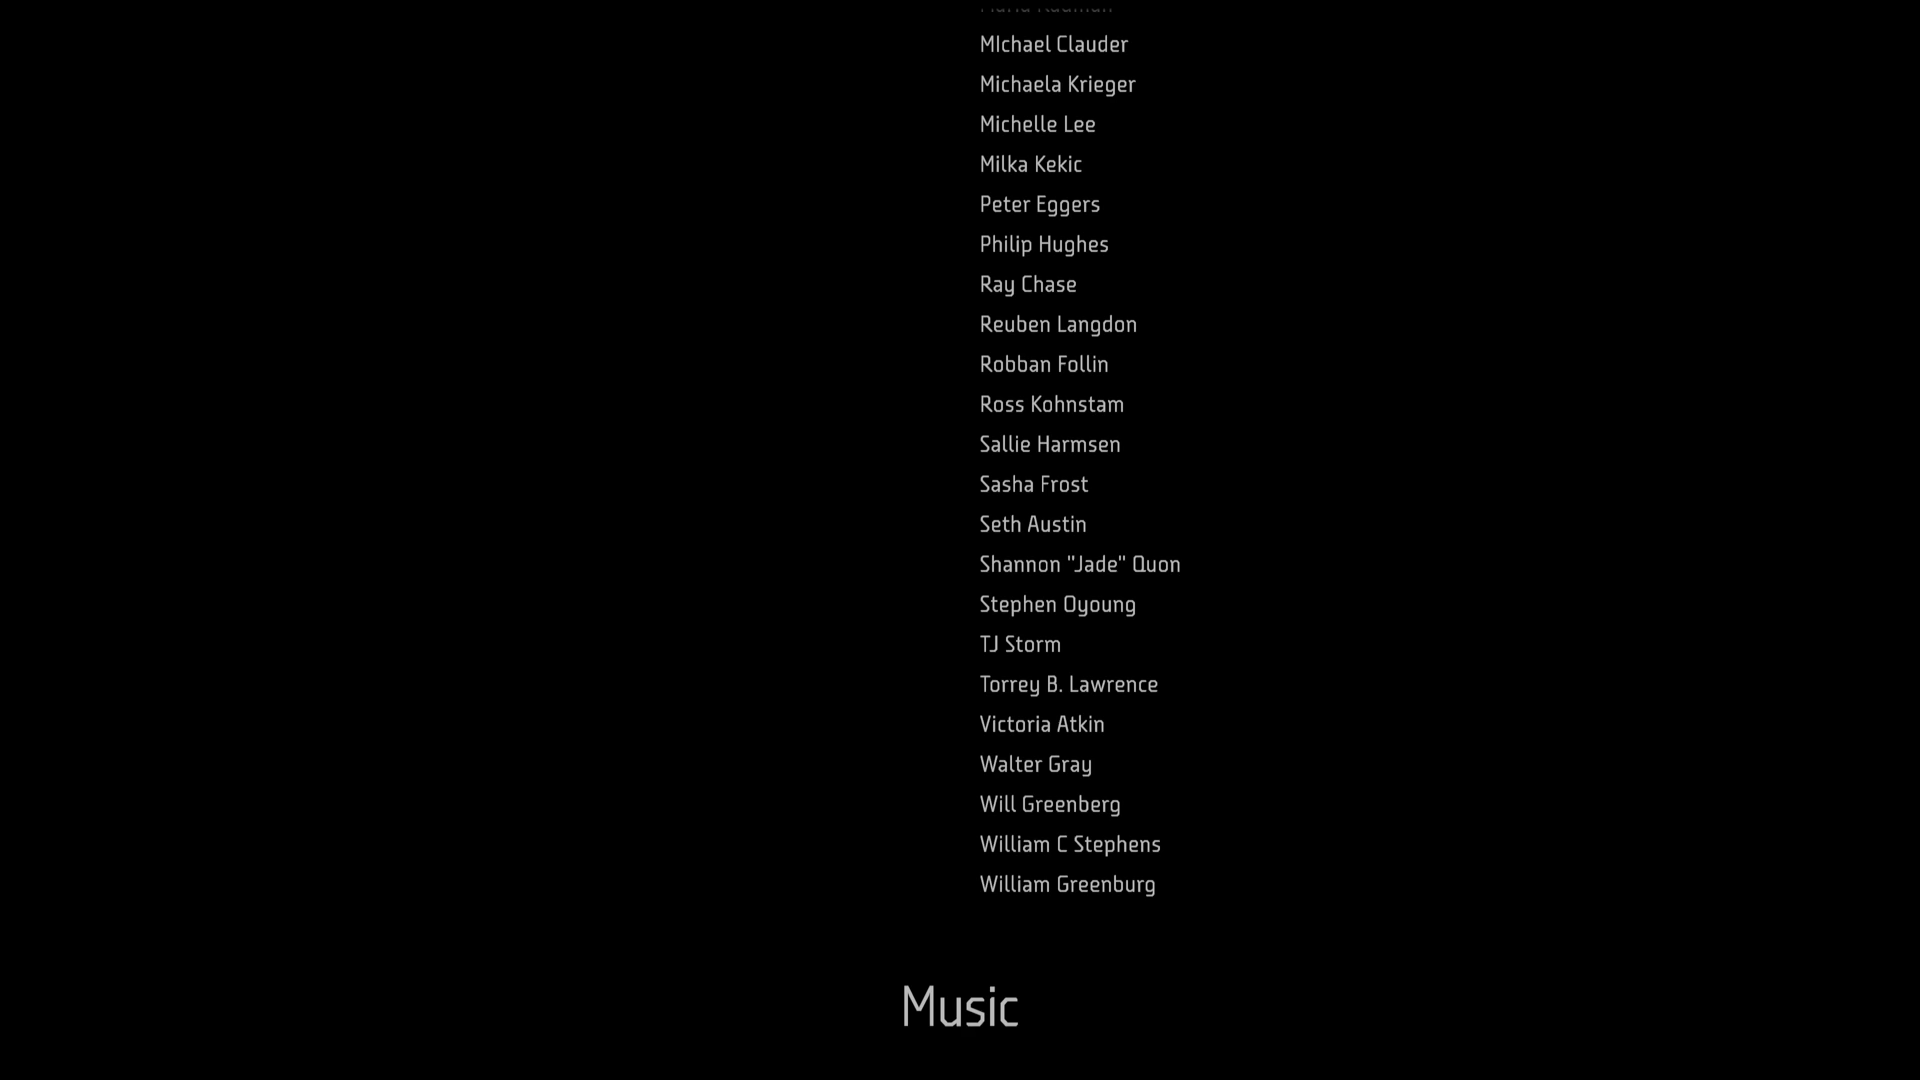 MIchael Clauder
Michaela Krieger
Michelle Lee
Milka Kekic
Peter Eggers
Philip Hughes
Ray Chase
Reuben Langdon
Robban Follin
Ross Kohnstam
Sallie Harmsen
Sasha Frost
Seth Austin
Shannon "Jade" Quon
Stephen Oyoung
TJ Storm
Torrey B. Lawrence
Victoria Atkin
Walter Gray
Will Greenberg
William C Stephens
William Greenburg
Music